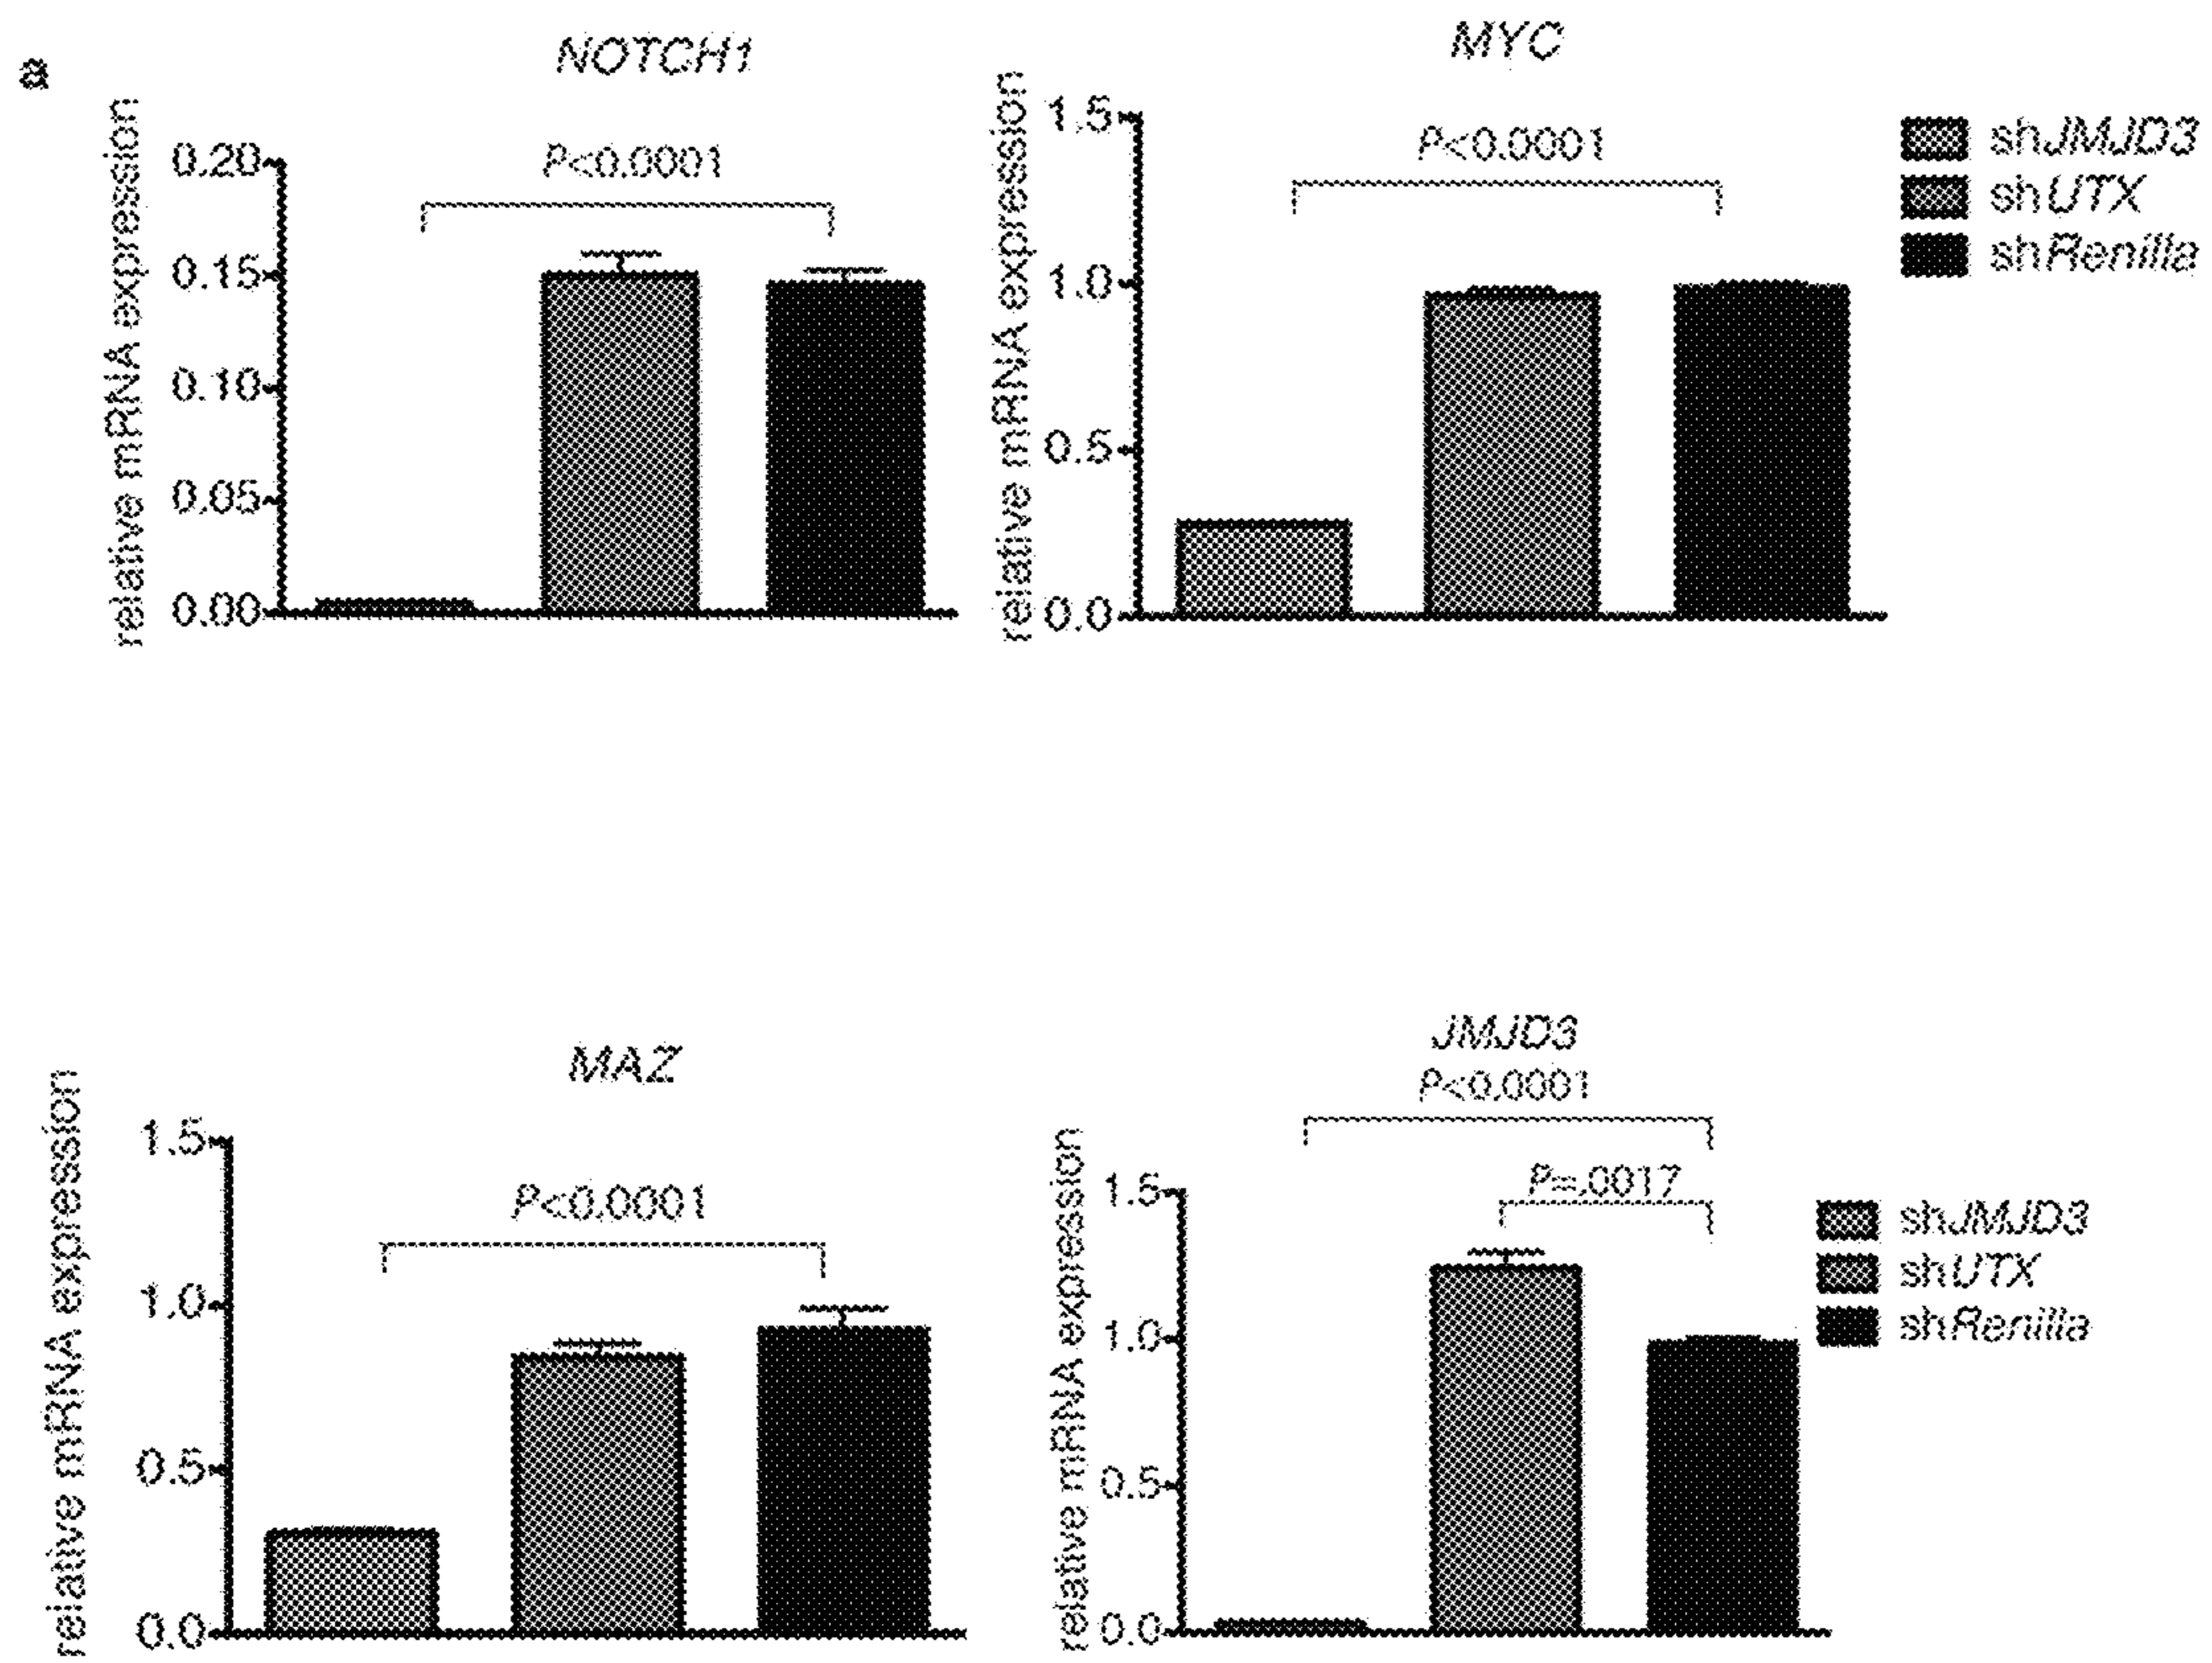 a
NOTCH1
relative mRNA expression
0.20
0.15
0.10
0.05
0.00
P<0.0001
MYC
relative mRNA expression
1.5
1.0
0.5
0.0
P<0.0001
shJMJD3
shUTX
shRenilla
MAZ
relative mRNA expression
1.5
1.0
0.5
0.0
P<0.0001
JMJD3
P<0.0001
P=.0017
relative mRNA expression
1.5
1.0
0.5
0.0
shJMJD3
shUTX
shRenilla